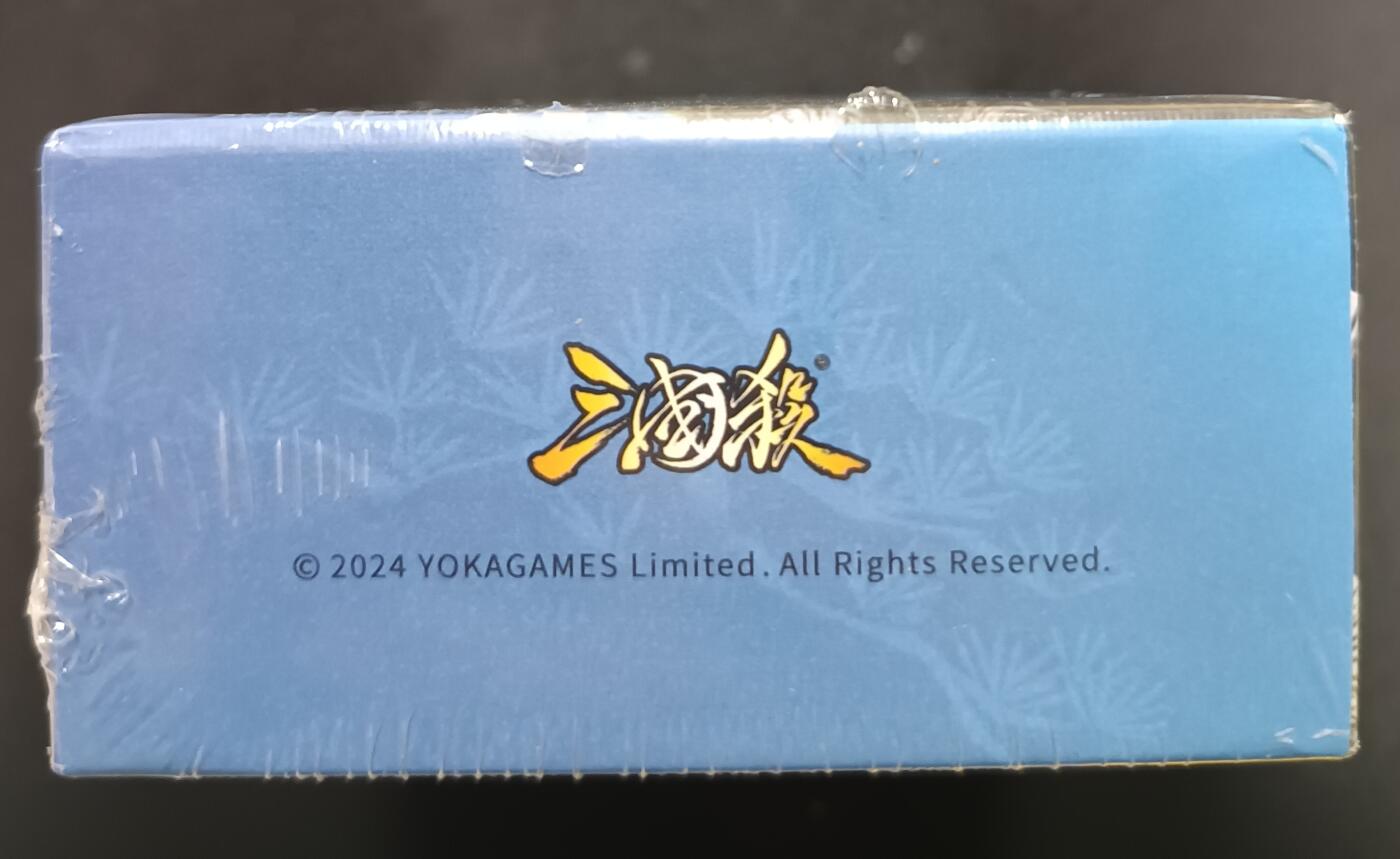 三國殺®
© 2024 YOKAGAMES Limited. All Rights Reserved.